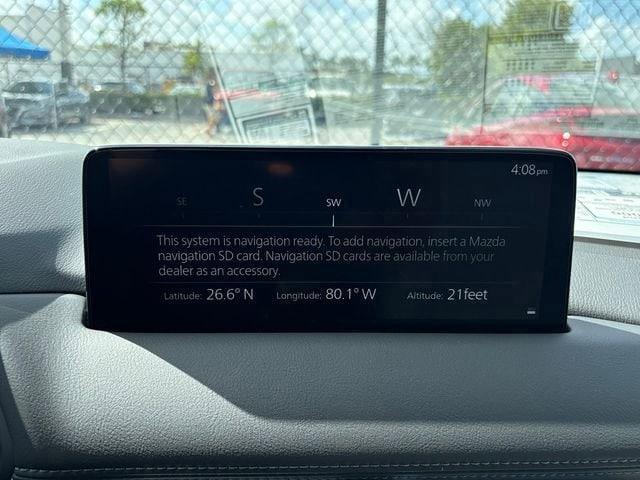 4:08pm
SE S SW W NW
This system is navigation ready. To add navigation, insert a Mazda
navigation SD card. Navigation SD cards are available from your
dealer as an accessory.
Latitude: 26.6° N Longitude: 80.1° W Altitude: 21feet